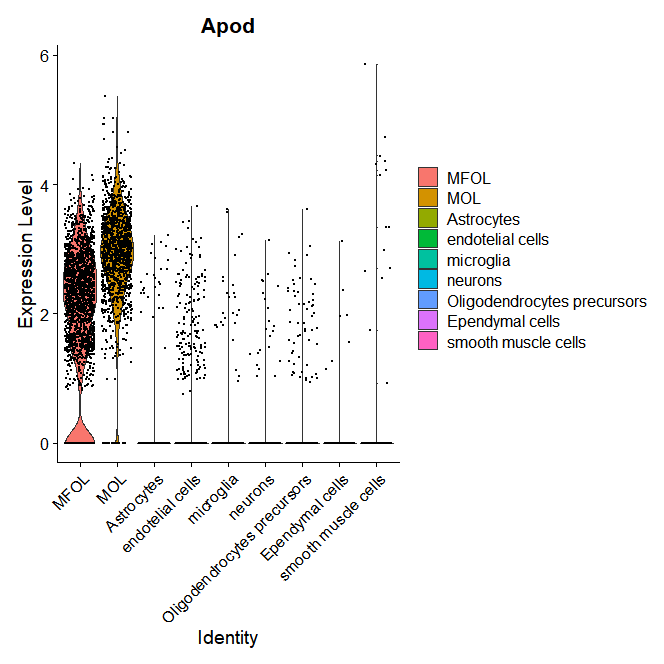 Apod
Expression Level
6
4
2
0
MFOL
MOL
Astrocytes
endotelial cells
microglia
neurons
Oligodendrocytes precursors
Ependymal cells
smooth muscle cells
Identity
MFOL
MOL
Astrocytes
endotelial cells
microglia
neurons
Oligodendrocytes precursors
Ependymal cells
smooth muscle cells